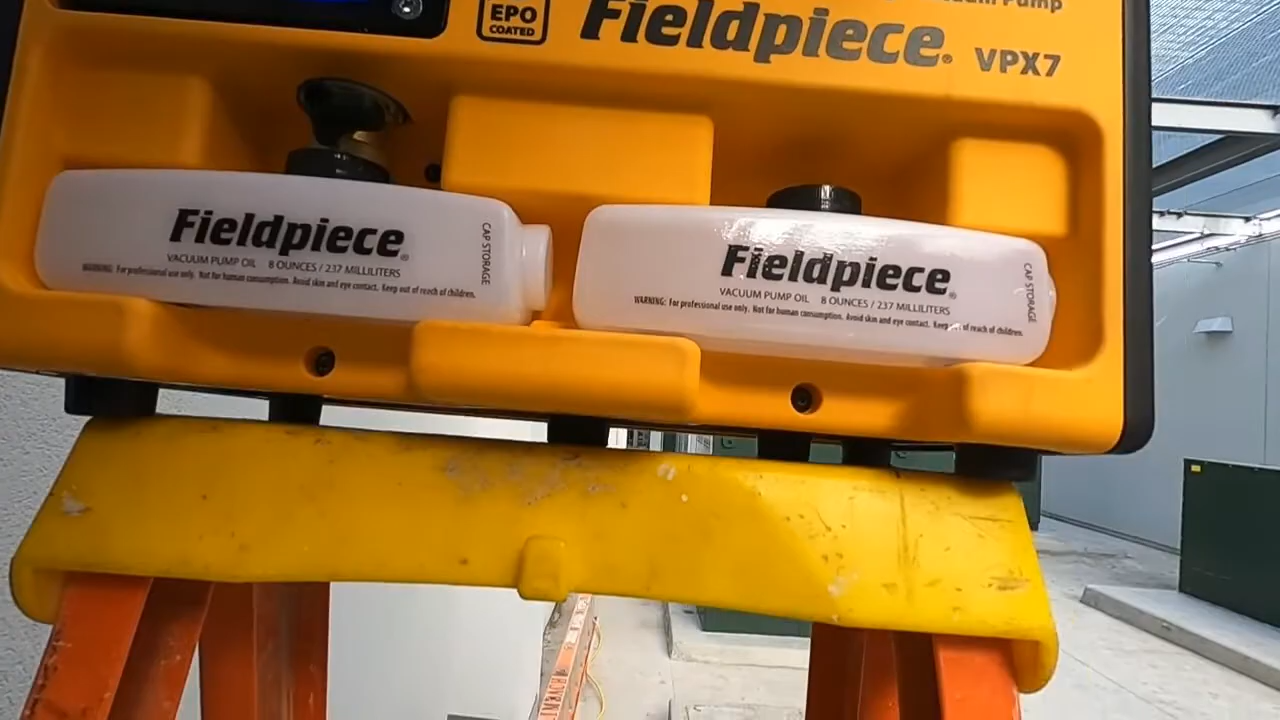 Pump
EPO
COATED
Fieldpiece® VPX7
Fieldpiece®
VACUUM PUMP OIL 8 OUNCES / 237 MILLILITERS
WARNING: For professional use only. Not for human consumption. Avoid skin and eye contact. Keep out of reach of children.
CAP STORAGE
Fieldpiece®
VACUUM PUMP OIL 8 OUNCES / 237 MILLILITERS
WARNING: For professional use only. Not for human consumption. Avoid skin and eye contact. Keep out of reach of children.
CAP STORAGE